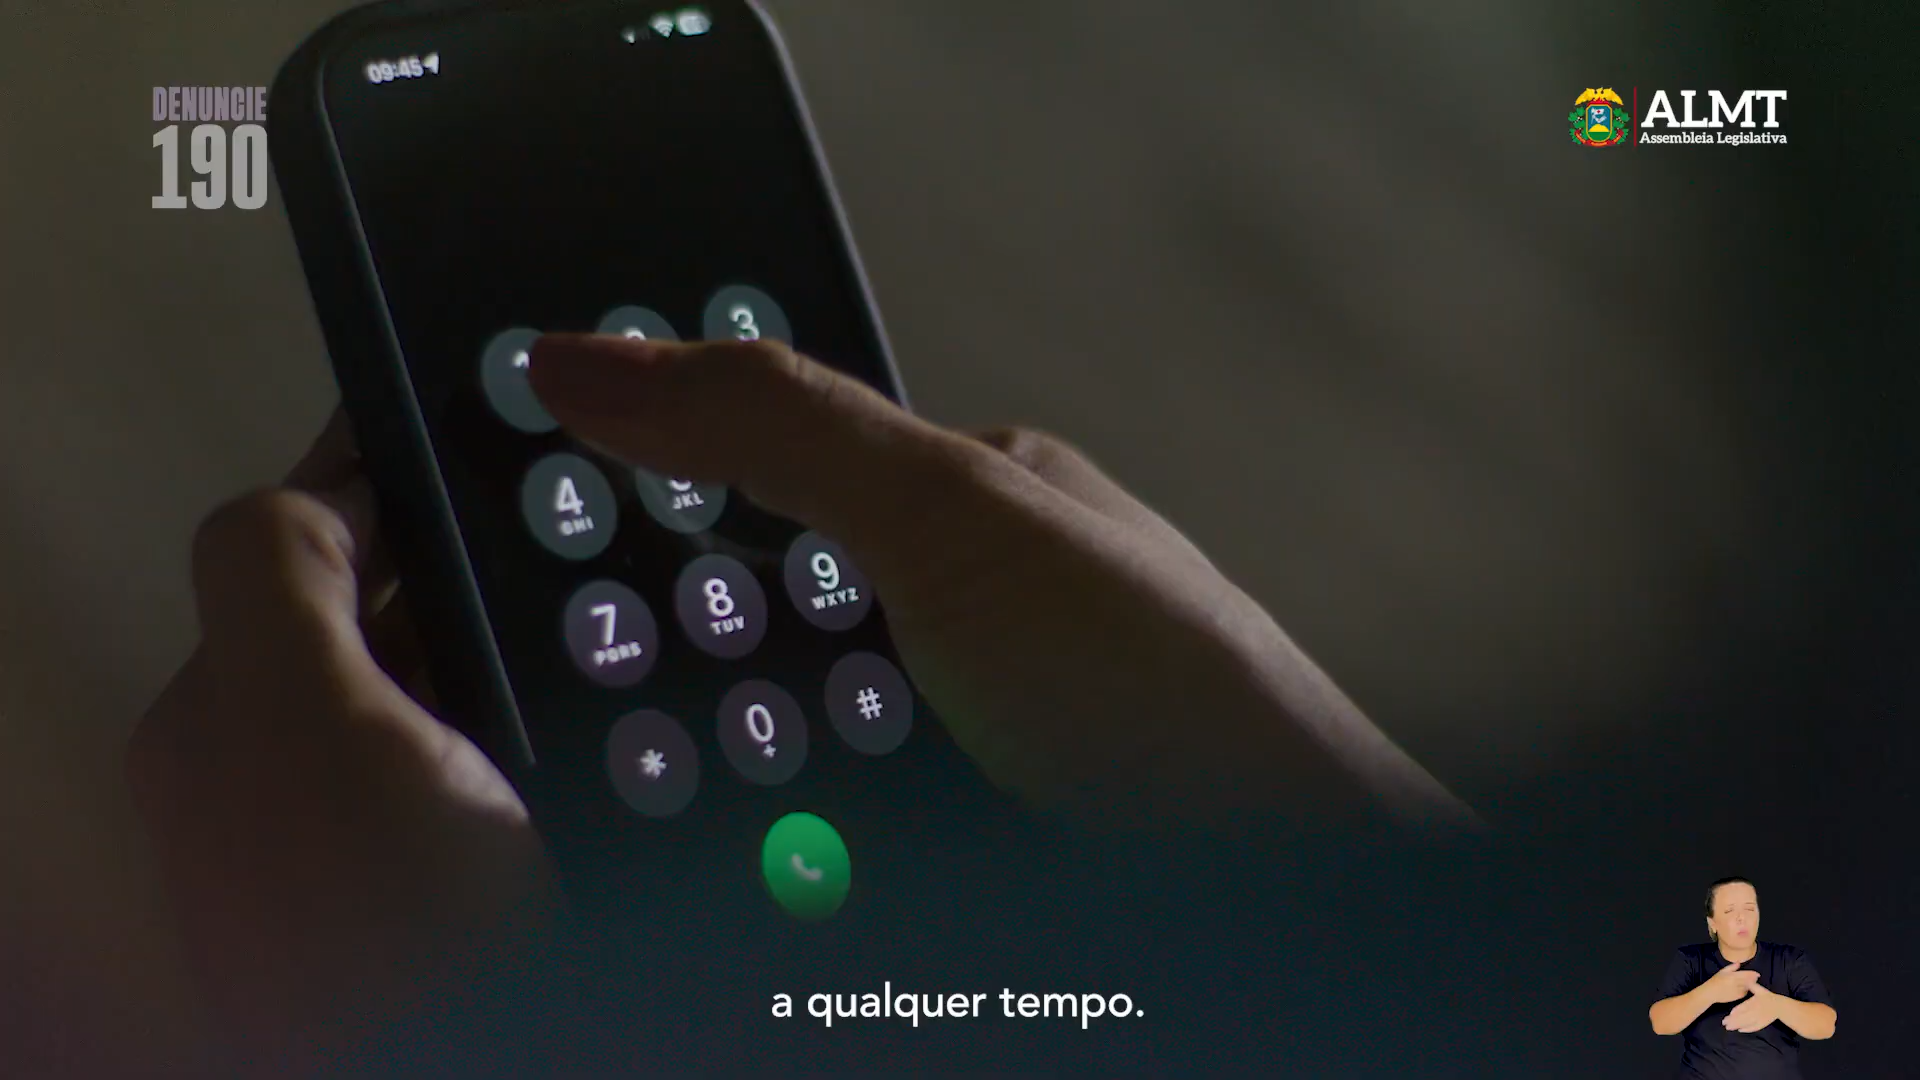 09:45
DENUNCIE
190
ALMT
Assembleia Legislativa
3
4
GHI
JKL
7
PQRS
8
TUV
9
WXYZ
*
0
+
#
a qualquer tempo.